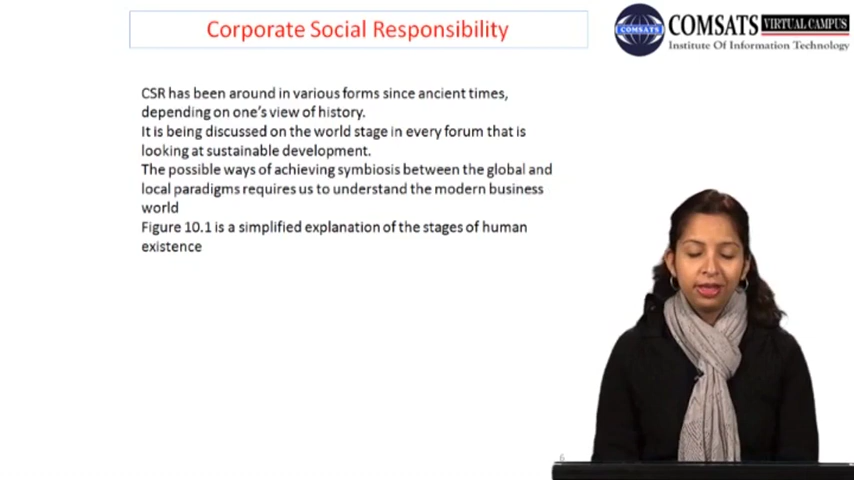 Corporate Social Responsibility
COMSATS
COMSATS VIRTUAL CAMPUS
Institute Of Information Technology
CSR has been around in various forms since ancient times,
depending on one's view of history.
It is being discussed on the world stage in every forum that is
looking at sustainable development.
The possible ways of achieving symbiosis between the global and
local paradigms requires us to understand the modern business
world
Figure 10.1 is a simplified explanation of the stages of human
existence
6